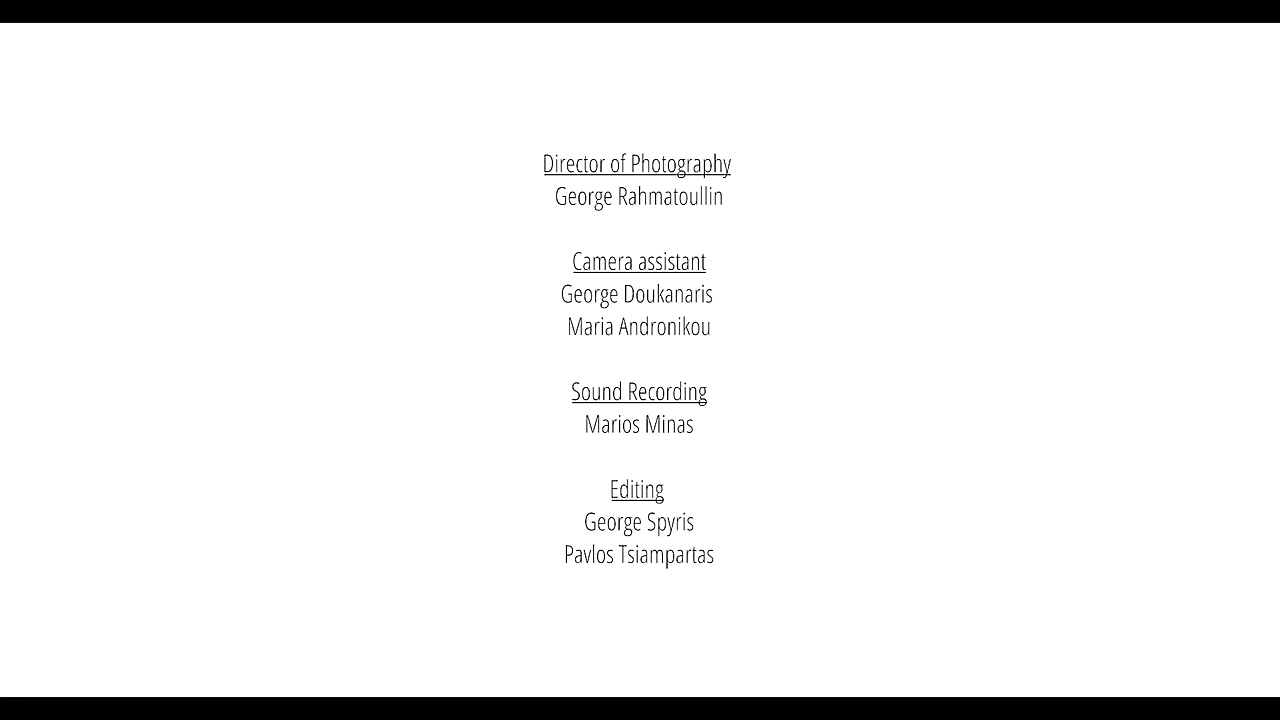 Director of Photography
George Rahmatoullin
Camera assistant
George Doukanaris
Maria Andronikou
Sound Recording
Marios Minas
Editing
George Spyris
Pavlos Tsiampartas